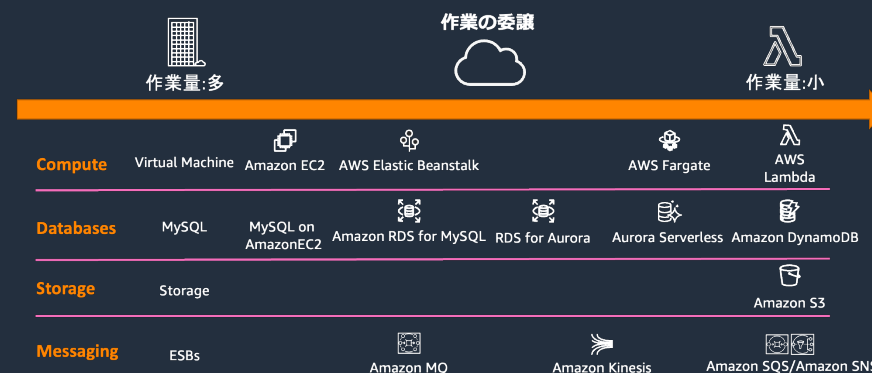 作業の委譲
作業量:多
作業量:小
Compute
Virtual Machine
Amazon EC2
AWS Elastic Beanstalk
AWS Fargate
AWS
Lambda
Databases
MySQL
MySQL on
AmazonEC2
Amazon RDS for MySQL
RDS for Aurora
Aurora Serverless
Amazon DynamoDB
Storage
Storage
Amazon S3
Messaging
ESBs
Amazon MQ
Amazon Kinesis
Amazon SQS/Amazon SNS